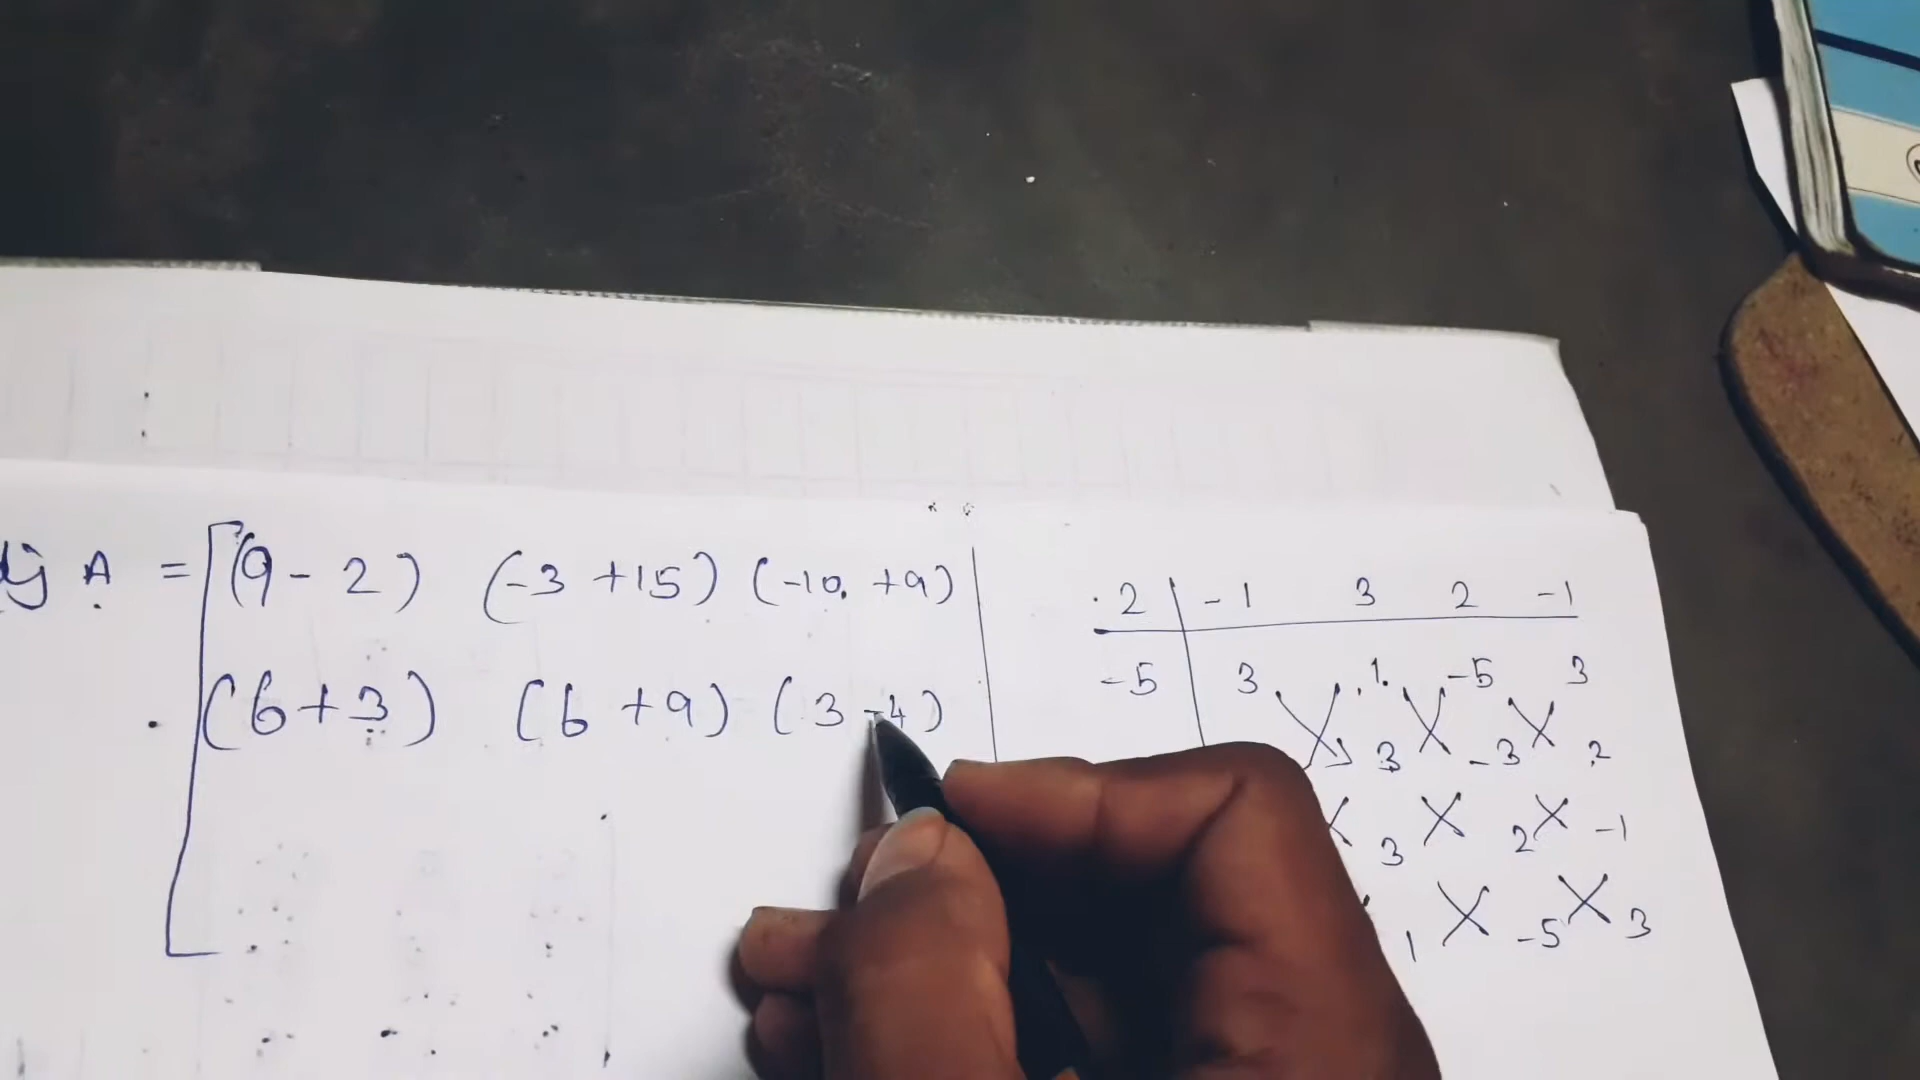 adj A = (9 - 2) (-3 +15) (-10 +9)
(6+3) (6 +9) (3 -4)
2 -1 3 2 -1
-5 3 1 -5 3
3 -3 2
3 2 -1
1 -5 3